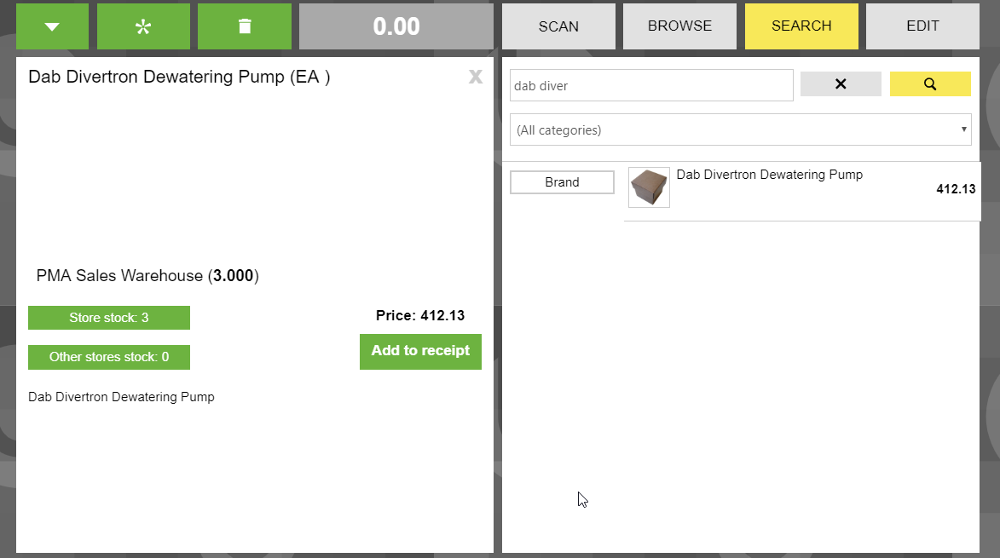 0.00
SCAN
BROWSE
SEARCH
EDIT
Dab Divertron Dewatering Pump (EA )
X
PMA Sales Warehouse (3.000)
Store stock: 3
Price: 412.13
Other stores stock: 0
Add to receipt
Dab Divertron Dewatering Pump
dab diver
(All categories)
Brand
Dab Divertron Dewatering Pump
412.13